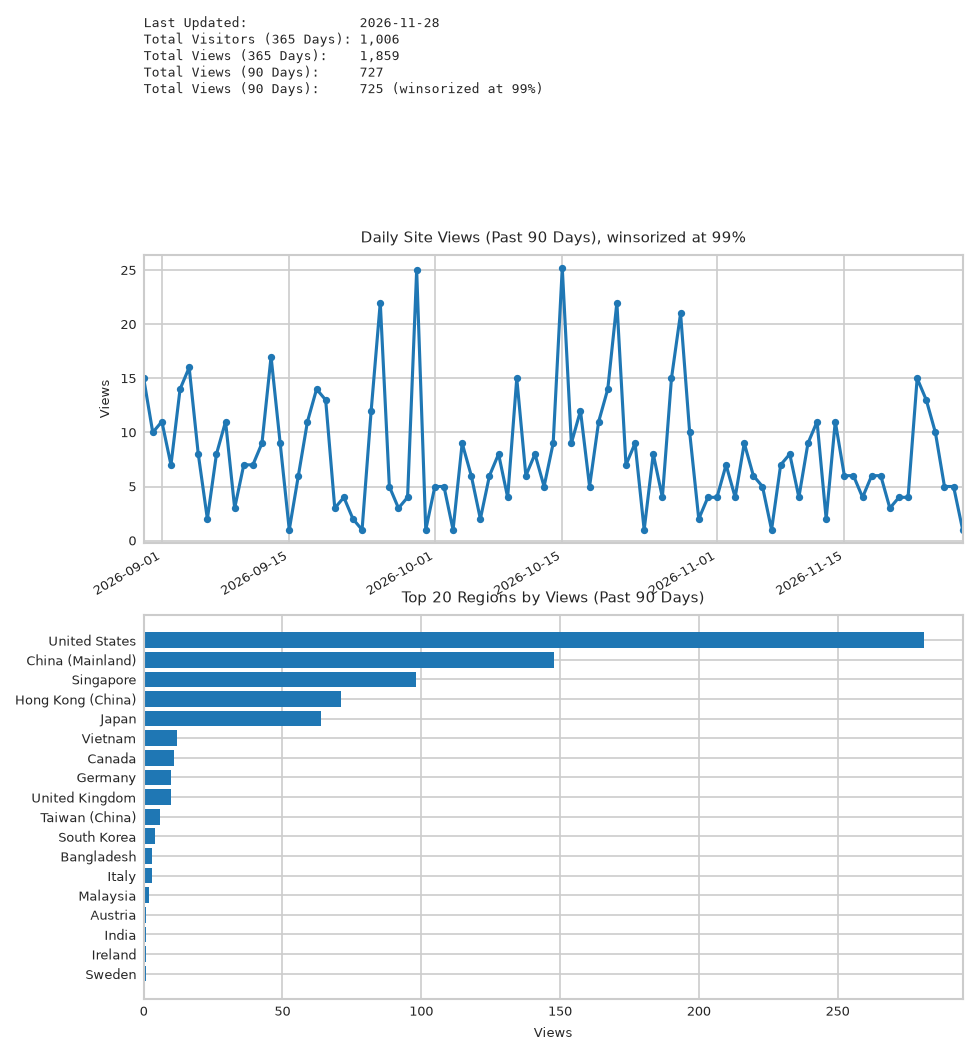 Last Updated: 2026-11-28
Total Visitors (365 Days): 1,006
Total Views (365 Days): 1,859
Total Views (90 Days): 727
Total Views (90 Days): 725 (winsorized at 99%)
Daily Site Views (Past 90 Days), winsorized at 99%
Views
25
20
15
10
5
0
2026-09-01
2026-09-15
2026-10-01
2026-10-15
2026-11-01
2026-11-15
Top 20 Regions by Views (Past 90 Days)
United States
China (Mainland)
Singapore
Hong Kong (China)
Japan
Vietnam
Canada
Germany
United Kingdom
Taiwan (China)
South Korea
Bangladesh
Italy
Malaysia
Austria
India
Ireland
Sweden
0 50 100 150 200 250
Views